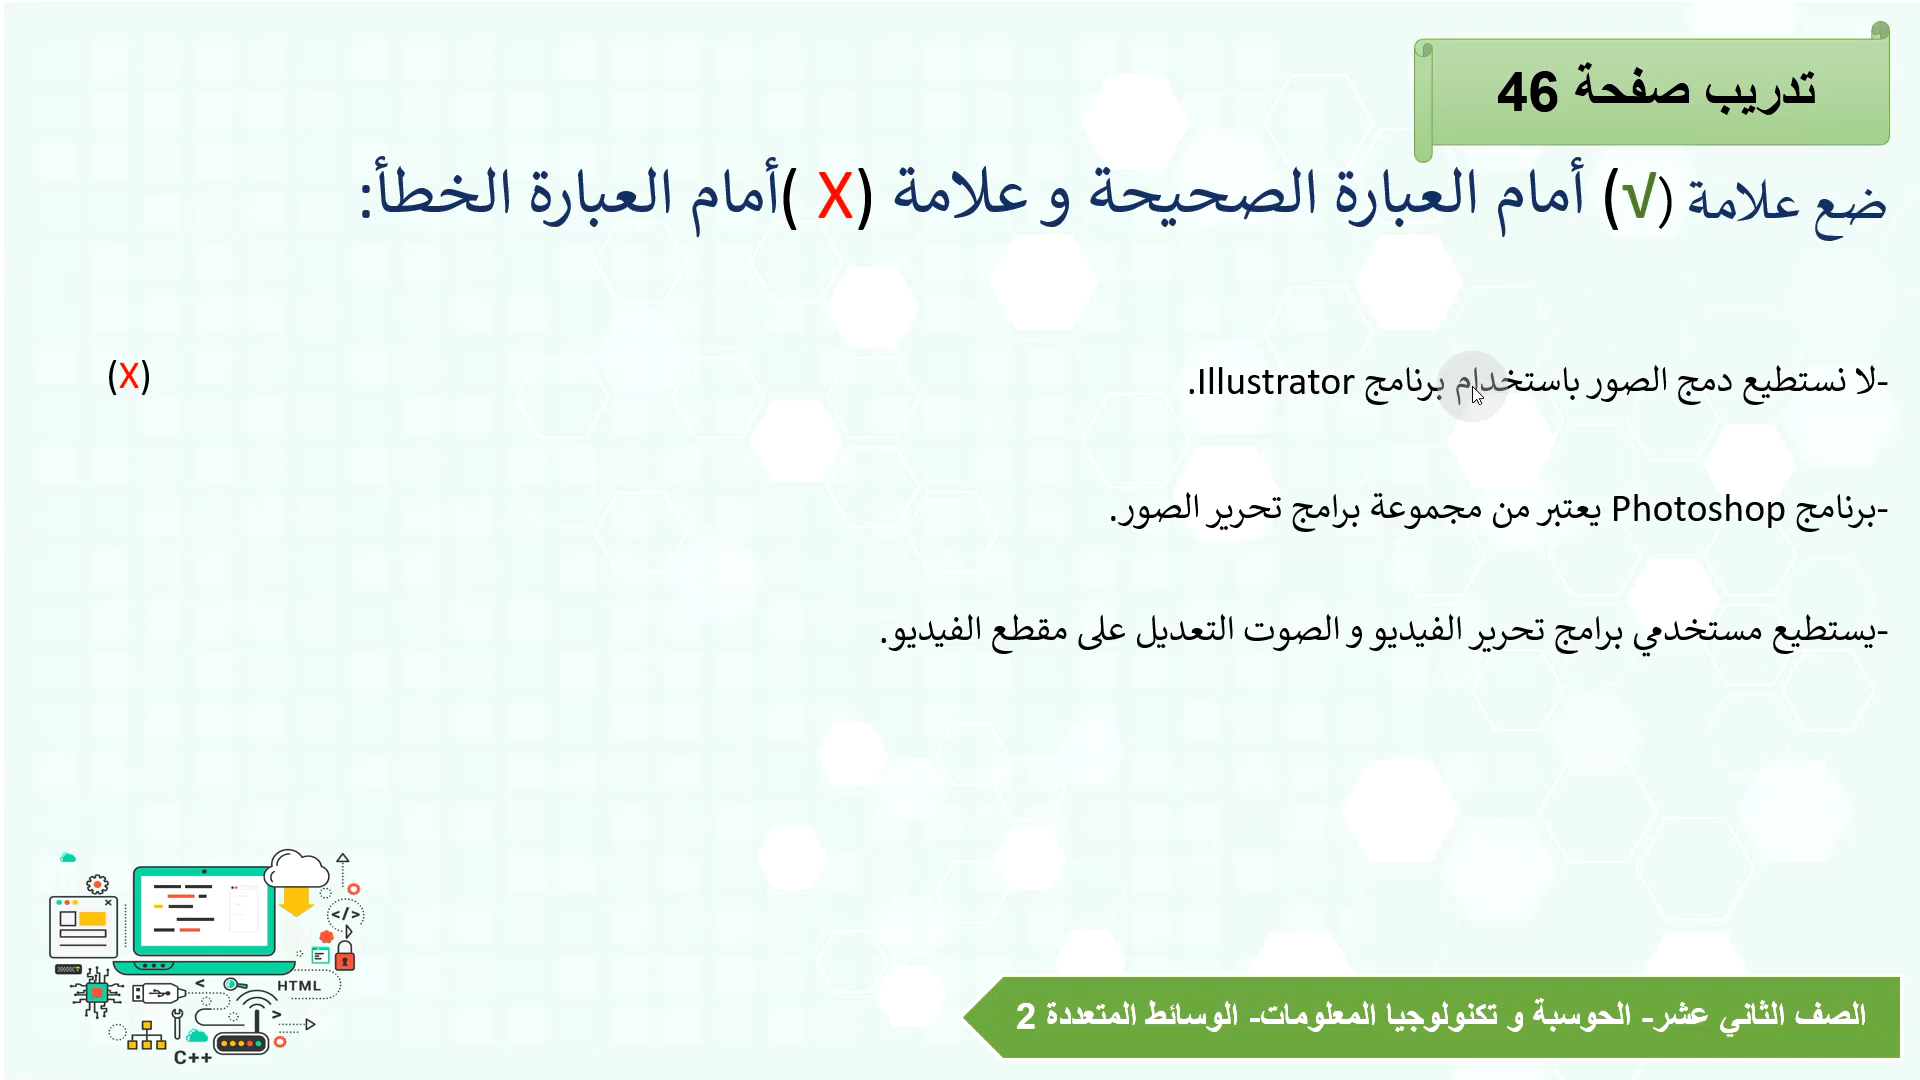 تدريب صفحة 46
ضع علامة (√) أمام العبارة الصحيحة و علامة (X )أمام العبارة الخطأ:
-لا نستطيع دمج الصور باستخدام برنامج Illustrator. (X)
-برنامج Photoshop يعتبر من مجموعة برامج تحرير الصور.
-يستطيع مستخدمي برامج تحرير الفيديو و الصوت التعديل على مقطع الفيديو.
</>
HTML
C++
الصف الثاني عشر- الحوسبة و تكنولوجيا المعلومات- الوسائط المتعددة 2